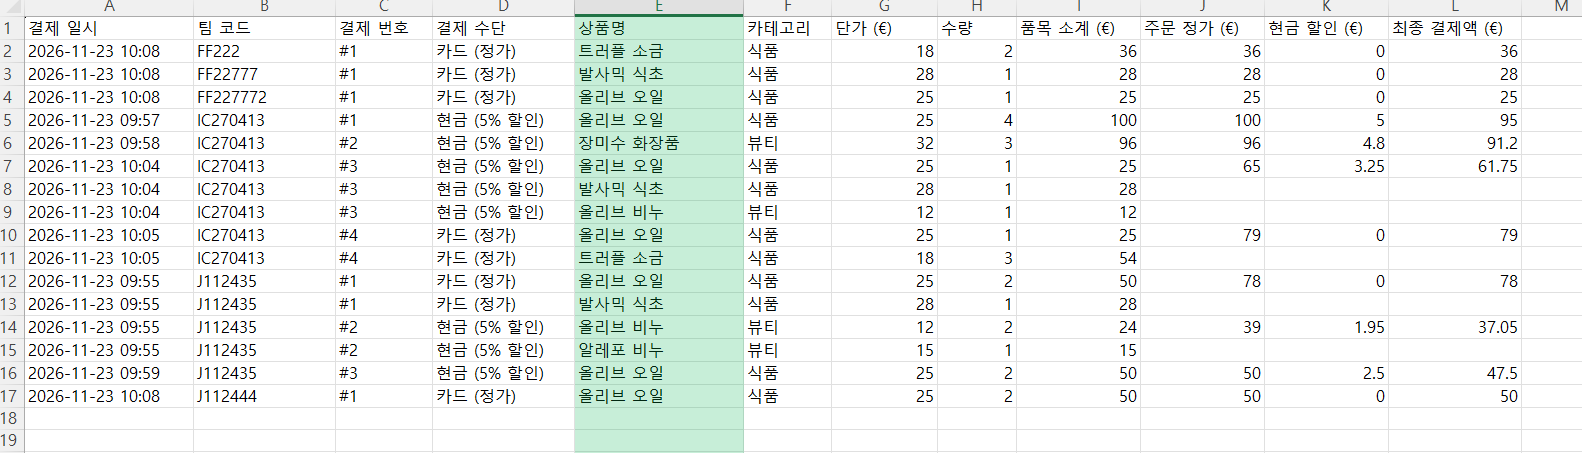 A B C D E F G H I J K L M
1 결제 일시 팀 코드 결제 번호 결제 수단 상품명 카테고리 단가 (€) 수량 품목 소계 (€) 주문 정가 (€) 현금 할인 (€) 최종 결제액 (€)
2 2026-11-23 10:08 FF222 #1 카드 (정가) 트러플 소금 식품 18 2 36 36 0 36
3 2026-11-23 10:08 FF22777 #1 카드 (정가) 발사믹 식초 식품 28 1 28 28 0 28
4 2026-11-23 10:08 FF227772 #1 카드 (정가) 올리브 오일 식품 25 1 25 25 0 25
5 2026-11-23 09:57 IC270413 #1 현금 (5% 할인) 올리브 오일 식품 25 4 100 100 5 95
6 2026-11-23 09:58 IC270413 #2 현금 (5% 할인) 장미수 화장품 뷰티 32 3 96 96 4.8 91.2
7 2026-11-23 10:04 IC270413 #3 현금 (5% 할인) 올리브 오일 식품 25 1 25 65 3.25 61.75
8 2026-11-23 10:04 IC270413 #3 현금 (5% 할인) 발사믹 식초 식품 28 1 28
9 2026-11-23 10:04 IC270413 #3 현금 (5% 할인) 올리브 비누 뷰티 12 1 12
10 2026-11-23 10:05 IC270413 #4 카드 (정가) 올리브 오일 식품 25 1 25 79 0 79
11 2026-11-23 10:05 IC270413 #4 카드 (정가) 트러플 소금 식품 18 3 54
12 2026-11-23 09:55 J112435 #1 카드 (정가) 올리브 오일 식품 25 2 50 78 0 78
13 2026-11-23 09:55 J112435 #1 카드 (정가) 발사믹 식초 식품 28 1 28
14 2026-11-23 09:55 J112435 #2 현금 (5% 할인) 올리브 비누 뷰티 12 2 24 39 1.95 37.05
15 2026-11-23 09:55 J112435 #2 현금 (5% 할인) 알레포 비누 뷰티 15 1 15
16 2026-11-23 09:59 J112435 #3 현금 (5% 할인) 올리브 오일 식품 25 2 50 50 2.5 47.5
17 2026-11-23 10:08 J112444 #1 카드 (정가) 올리브 오일 식품 25 2 50 50 0 50
18
19